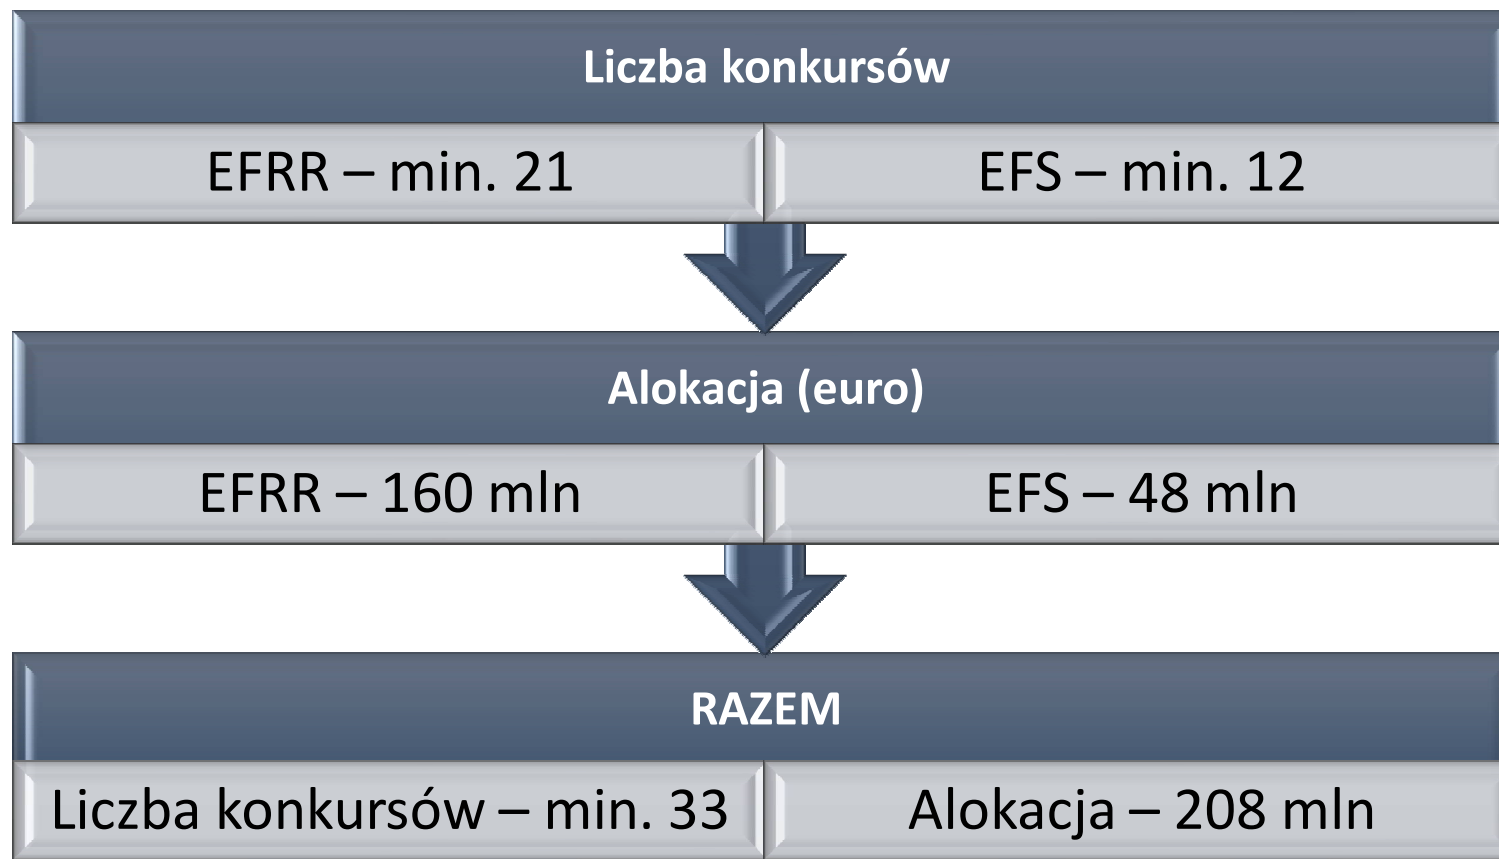 Liczba konkursów
EFRR – min. 21
EFS – min. 12
Alokacja (euro)
EFRR – 160 mln
EFS – 48 mln
RAZEM
Liczba konkursów – min. 33
Alokacja – 208 mln